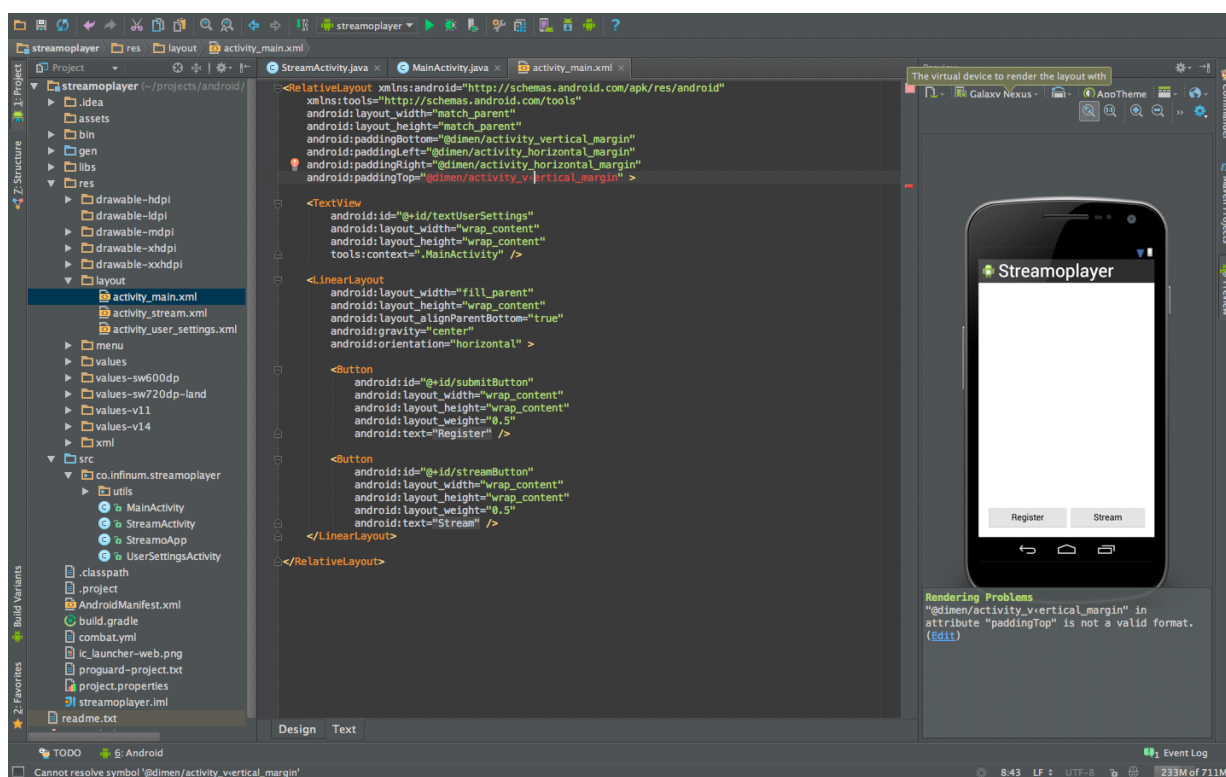 streamoplayer
streamoplayer res layout activity_main.xml
Project
StreamActivity.java
MainActivity.java
activity_main.xml
The virtual device to render the layout with
Galaxy Nexus
AppTheme
1: Project
Z: Structure
Build Variants
2: Favorites
streamoplayer (~/projects/android/
.idea
assets
bin
gen
libs
res
drawable-hdpi
drawable-ldpi
drawable-mdpi
drawable-xhdpi
drawable-xxhdpi
layout
activity_main.xml
activity_stream.xml
activity_user_settings.xml
menu
values
values-sw600dp
values-sw720dp-land
values-v11
values-v14
xml
src
co.infinum.streamoplayer
utils
MainActivity
StreamActivity
StreamoApp
UserSettingsActivity
.classpath
.project
AndroidManifest.xml
build.gradle
combat.yml
ic_launcher-web.png
proguard-project.txt
project.properties
streamoplayer.iml
readme.txt
<RelativeLayout xmlns:android="http://schemas.android.com/apk/res/android"
xmlns:tools="http://schemas.android.com/tools"
android:layout_width="match_parent"
android:layout_height="match_parent"
android:paddingBottom="@dimen/activity_vertical_margin"
android:paddingLeft="@dimen/activity_horizontal_margin"
android:paddingRight="@dimen/activity_horizontal_margin"
android:paddingTop="@dimen/activity_v‹ertical_margin" >
<TextView
android:id="@+id/textUserSettings"
android:layout_width="wrap_content"
android:layout_height="wrap_content"
tools:context=".MainActivity" />
<LinearLayout
android:layout_width="fill_parent"
android:layout_height="wrap_content"
android:layout_alignParentBottom="true"
android:gravity="center"
android:orientation="horizontal" >
<Button
android:id="@+id/submitButton"
android:layout_width="wrap_content"
android:layout_height="wrap_content"
android:layout_weight="0.5"
android:text="Register" />
<Button
android:id="@+id/streamButton"
android:layout_width="wrap_content"
android:layout_height="wrap_content"
android:layout_weight="0.5"
android:text="Stream" />
</LinearLayout>
</RelativeLayout>
Design Text
Streamoplayer
Register Stream
Rendering Problems
"@dimen/activity_v‹ertical_margin" in
attribute "paddingTop" is not a valid format.
(Edit)
TODO 6: Android
1 Event Log
Cannot resolve symbol '@dimen/activity_v‹ertical_margin'
8:43 LF UTF-8 233M of 711M